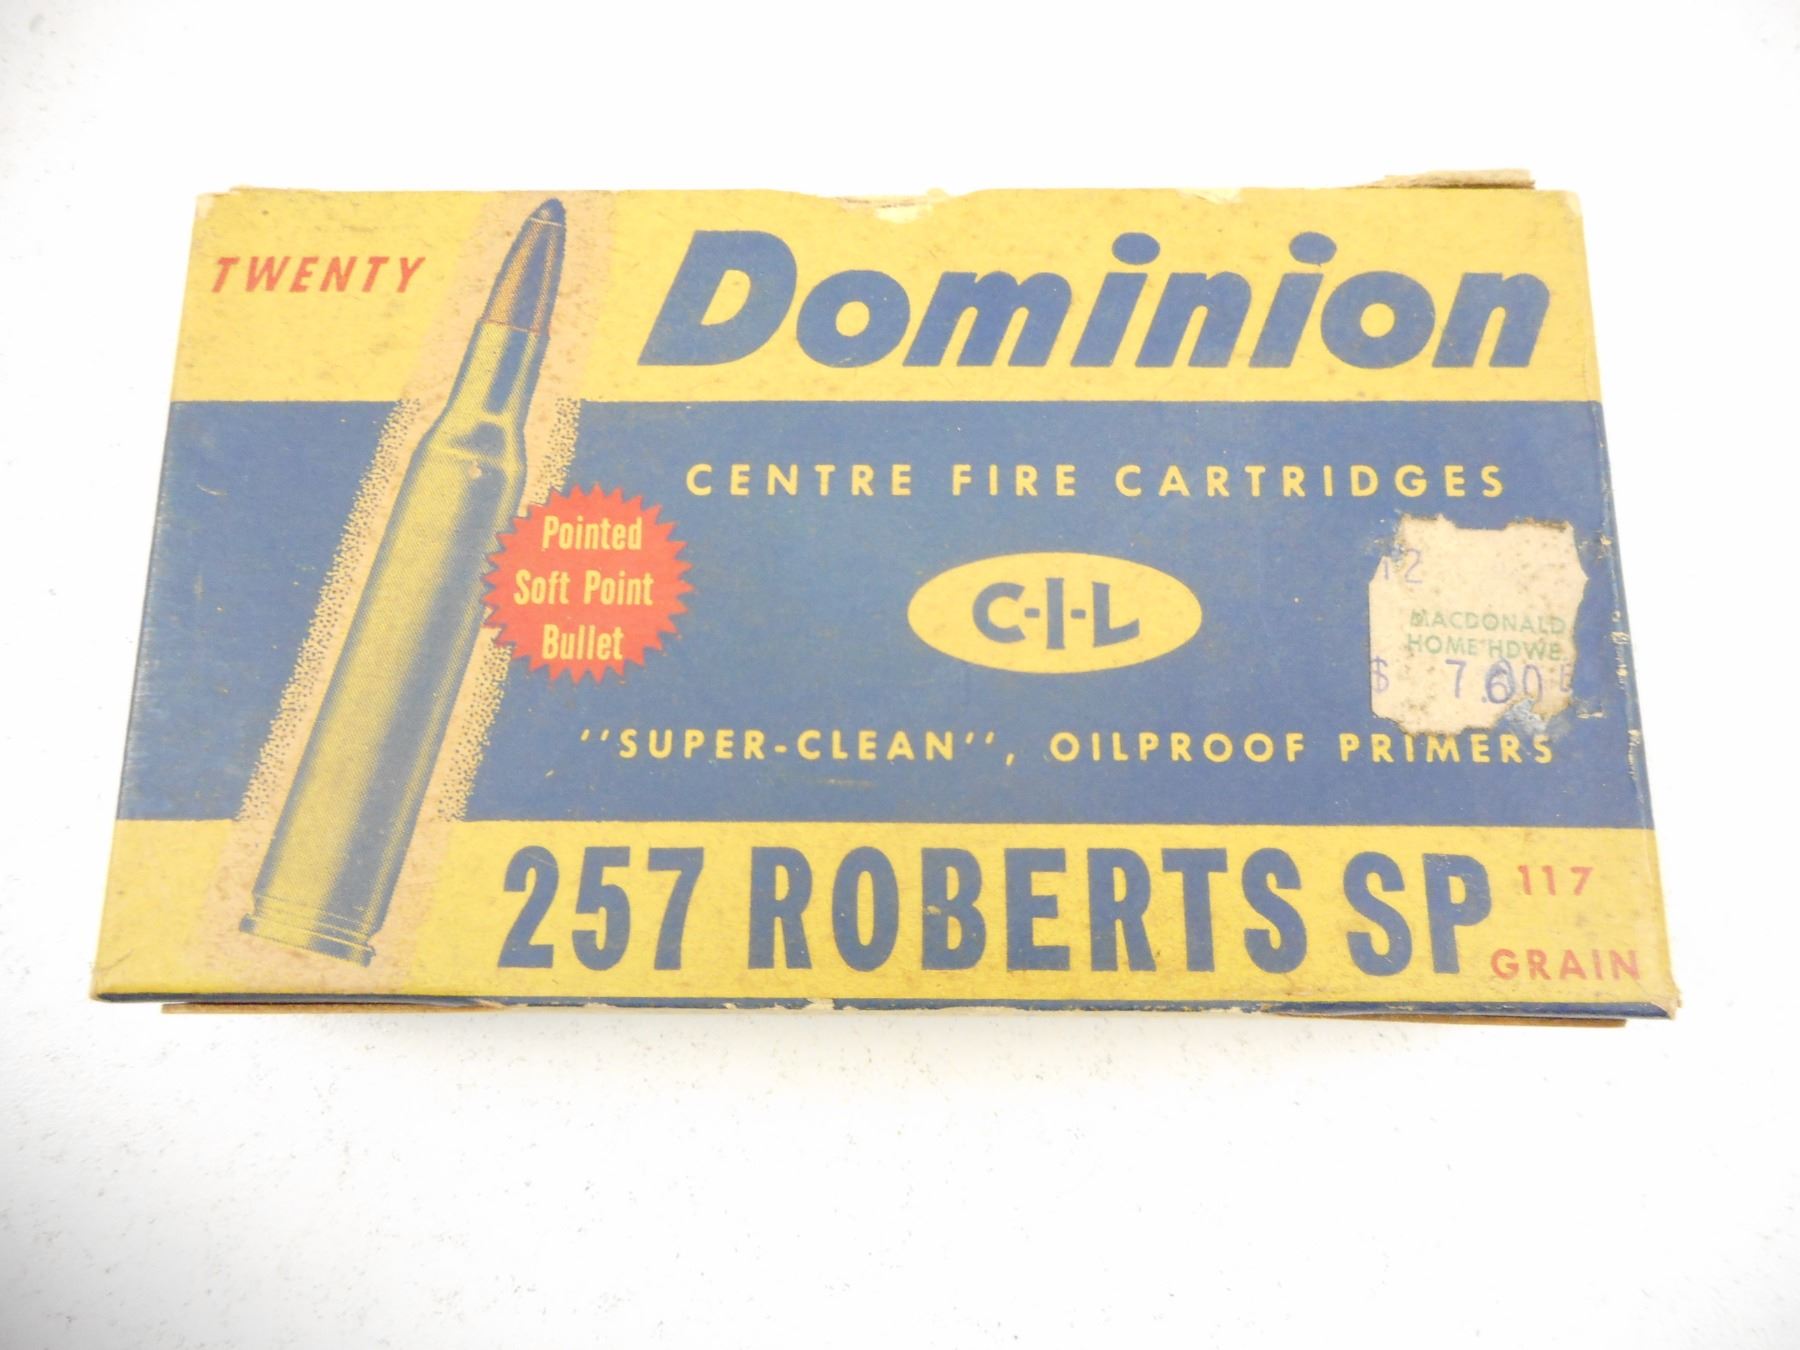 TWENTY
Dominion
CENTRE FIRE CARTRIDGES
Pointed
Soft Point
Bullet
C-I-L
MACDONALD
HOME HDWE
$ 7.60
"SUPER-CLEAN", OILPROOF PRIMERS
257 ROBERTS SP
117
GRAIN